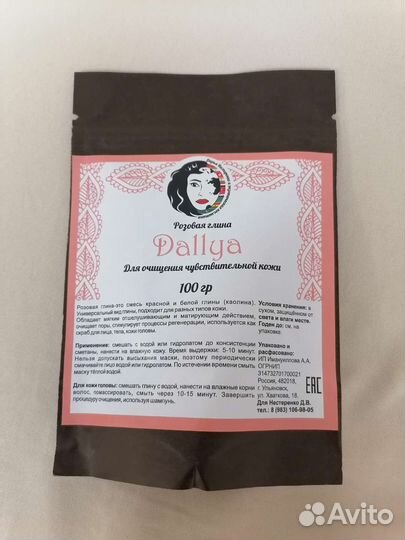 Розовая глина
Dallya
Для очищения чувствительной кожи
100 гр
Розовая глина-это смесь красной и белой глины (каолина).
Универсальный вид глины, подходит для разных типов кожи.
Обладает мягким отшелушивающим и матирующим действием,
очищает поры, стимулирует процессы регенерации, используется как
скраб для лица, тела, кожи головы.
Применение: смешать с водой или гидролатом до консистенции
сметаны, нанести на влажную кожу. Время выдержки: 5-10 минут.
Нельзя допускать высыхания маски, поэтому периодически
смачивайте лицо водой или гидролатом. По истечении времени смыть
маску тёплой водой.
Для кожи головы: смешать глину с водой, нанести на влажные корни
волос, помассировать, смыть через 10-15 минут. Завершить
процедуру очищения, используя шампунь.
Условия хранения: в
сухом, защищённом от
света и влаги месте.
Годен до: см. на
упаковке.
Упаковано и
расфасовано:
ИП Инамуллова А.А.
ОГРНИП
314732701700021
Россия, 432018,
г. Ульяновск,
ул. Хваткова, 18.
Для Нестеренко Д.В.
тел.: 8 (983) 106-98-05
EAC
Avito